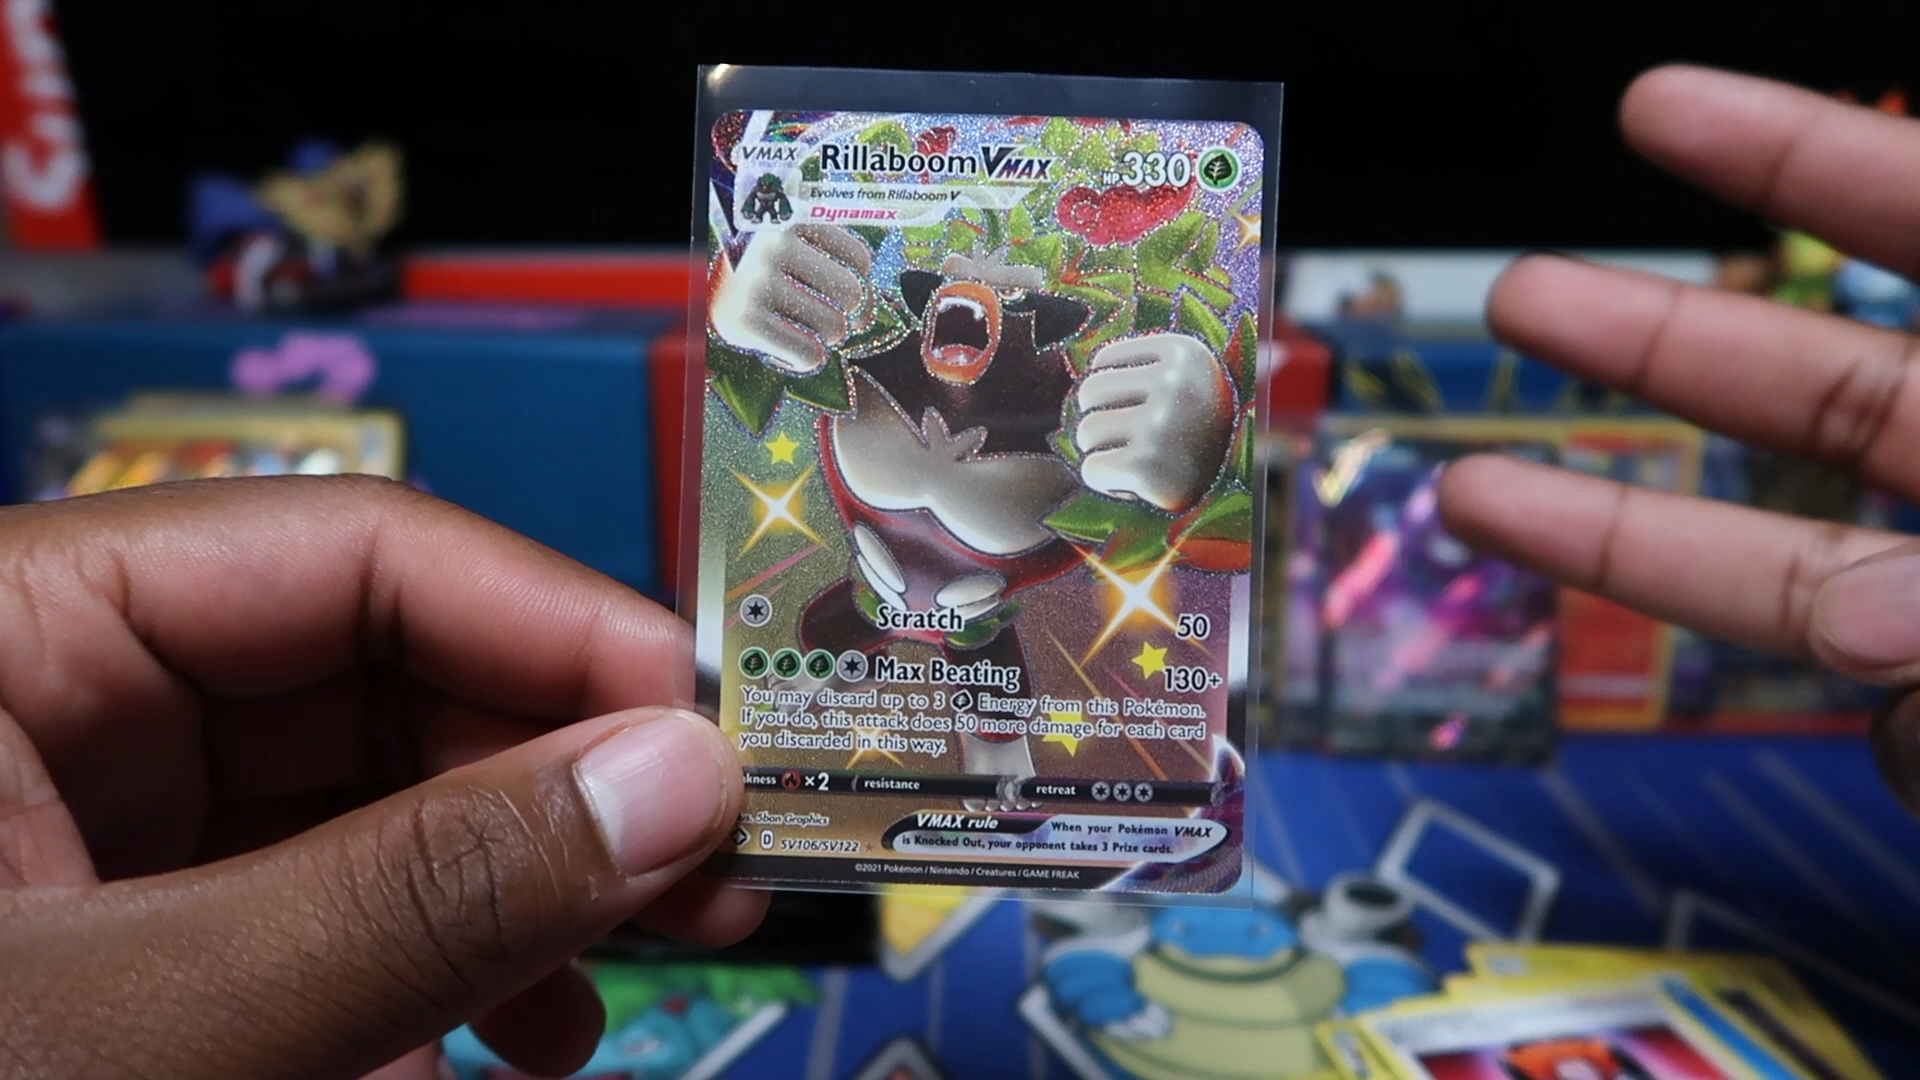 VMAX
Rillaboom VMAX
HP 330
Evolves from Rillaboom V
Dynamax
Scratch
50
Max Beating
130+
You may discard up to 3 Energy from this Pokémon.
If you do, this attack does 50 more damage for each card
you discarded in this way.
kness ×2 resistance retreat
us. 5ban Graphics
VMAX rule When your Pokémon VMAX
is Knocked Out, your opponent takes 3 Prize cards.
D SV106/SV122
©2021 Pokémon / Nintendo / Creatures / GAME FREAK